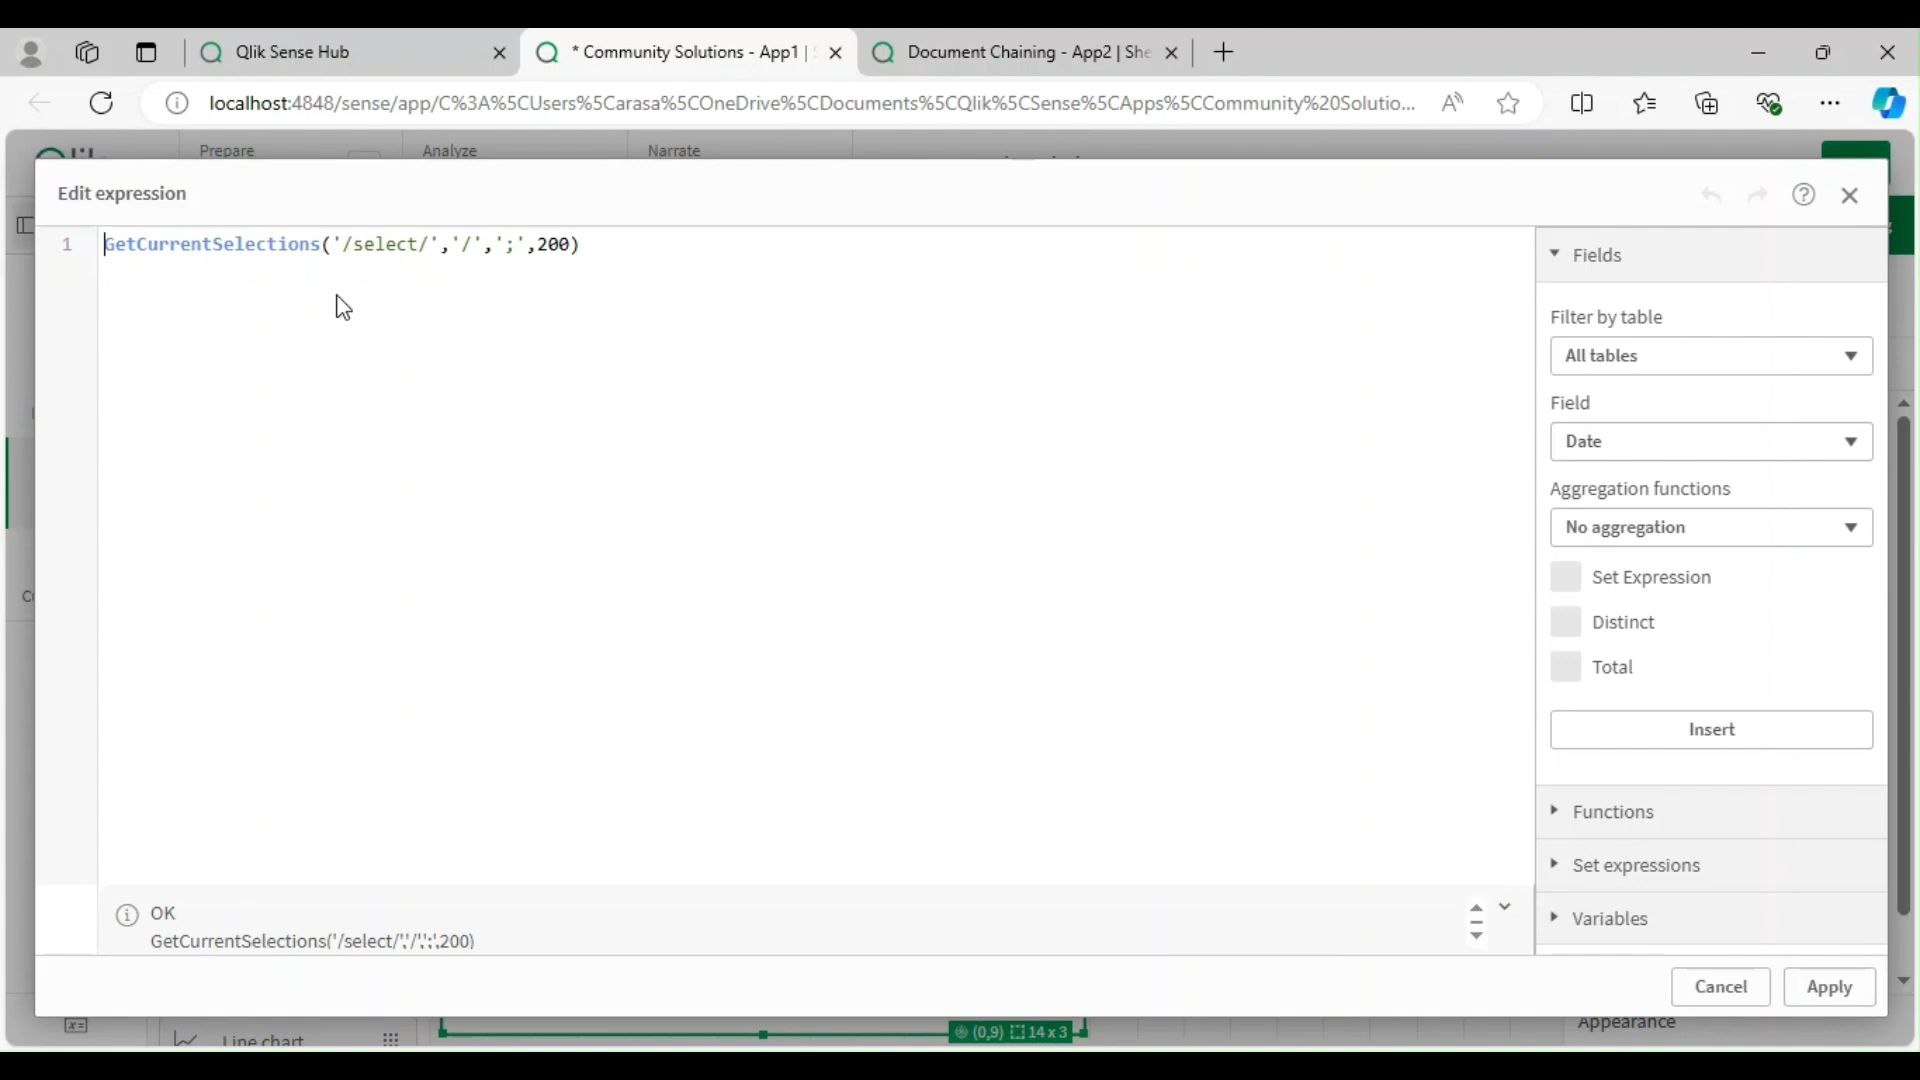 Qlik Sense Hub
* Community Solutions - App1 | S
Document Chaining - App2 | She
localhost:4848/sense/app/C%3A%5CUsers%5Carasa%5COneDrive%5CDocuments%5CQlik%5CSense%5CApps%5CCommunity%20Solutio...
Prepare
Analyze
Narrate
Edit expression
1
GetCurrentSelections('/select/','/',';',200)
Fields
Filter by table
All tables
Field
Date
Aggregation functions
No aggregation
Set Expression
Distinct
Total
Insert
Functions
Set expressions
Variables
OK
GetCurrentSelections('/select/','/',';',200)
Cancel
Apply
Line chart
(0,9) 14 x 3
Appearance